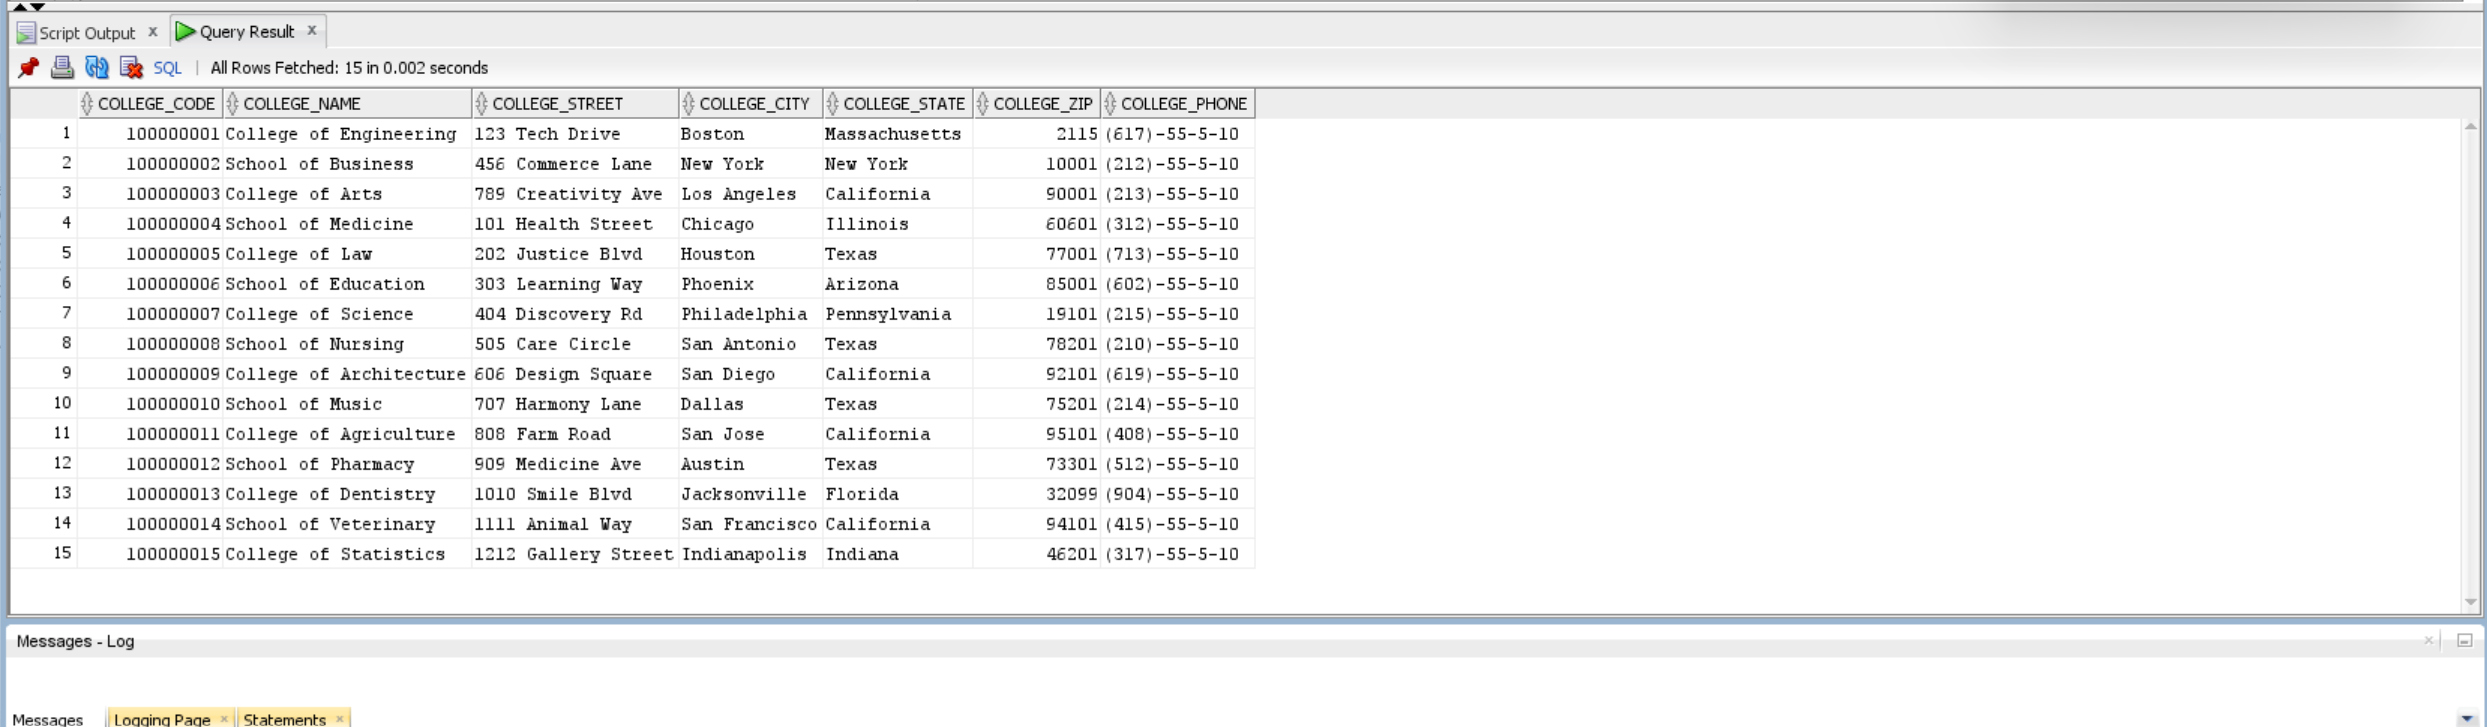 Script Output x Query Result x
SQL | All Rows Fetched: 15 in 0.002 seconds
COLLEGE_CODE COLLEGE_NAME COLLEGE_STREET COLLEGE_CITY COLLEGE_STATE COLLEGE_ZIP COLLEGE_PHONE
1 100000001 College of Engineering 123 Tech Drive Boston Massachusetts 2115 (617)-55-5-10
2 100000002 School of Business 456 Commerce Lane New York New York 10001 (212)-55-5-10
3 100000003 College of Arts 789 Creativity Ave Los Angeles California 90001 (213)-55-5-10
4 100000004 School of Medicine 101 Health Street Chicago Illinois 60601 (312)-55-5-10
5 100000005 College of Law 202 Justice Blvd Houston Texas 77001 (713)-55-5-10
6 100000006 School of Education 303 Learning Way Phoenix Arizona 85001 (602)-55-5-10
7 100000007 College of Science 404 Discovery Rd Philadelphia Pennsylvania 19101 (215)-55-5-10
8 100000008 School of Nursing 505 Care Circle San Antonio Texas 78201 (210)-55-5-10
9 100000009 College of Architecture 606 Design Square San Diego California 92101 (619)-55-5-10
10 100000010 School of Music 707 Harmony Lane Dallas Texas 75201 (214)-55-5-10
11 100000011 College of Agriculture 808 Farm Road San Jose California 95101 (408)-55-5-10
12 100000012 School of Pharmacy 909 Medicine Ave Austin Texas 73301 (512)-55-5-10
13 100000013 College of Dentistry 1010 Smile Blvd Jacksonville Florida 32099 (904)-55-5-10
14 100000014 School of Veterinary 1111 Animal Way San Francisco California 94101 (415)-55-5-10
15 100000015 College of Statistics 1212 Gallery Street Indianapolis Indiana 46201 (317)-55-5-10
Messages - Log
Messages Logging Page x Statements x